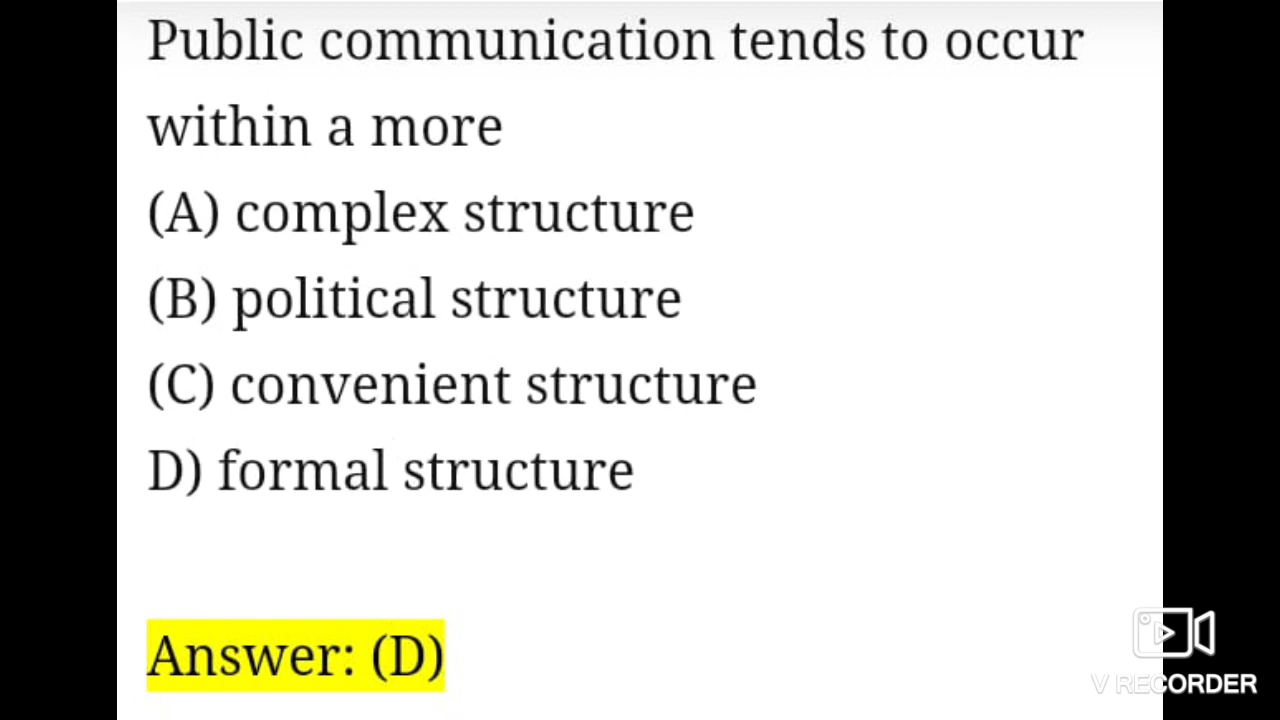 Public communication tends to occur
within a more
(A) complex structure
(B) political structure
(C) convenient structure
D) formal structure
Answer: (D)
V RECORDER